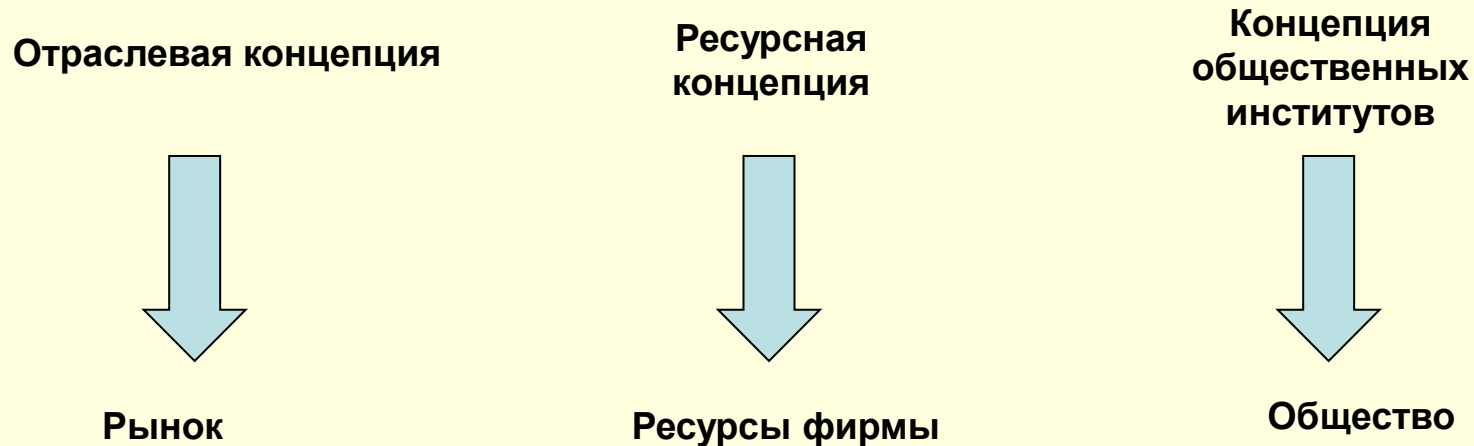 Отраслевая концепция
Ресурсная
концепция
Концепция
общественных
институтов
Рынок
Ресурсы фирмы
Общество